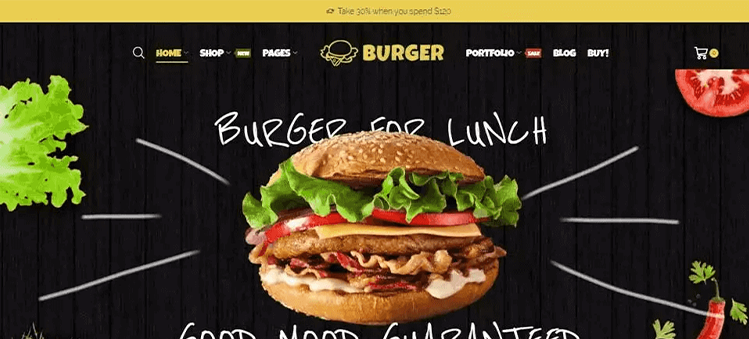 Take 30% when you spend $120
HOME SHOP NEW PAGES BURGER PORTFOLIO SALE BLOG BUY! 0
BURGER FOR LUNCH
GOOD MOOD GUARANTEED